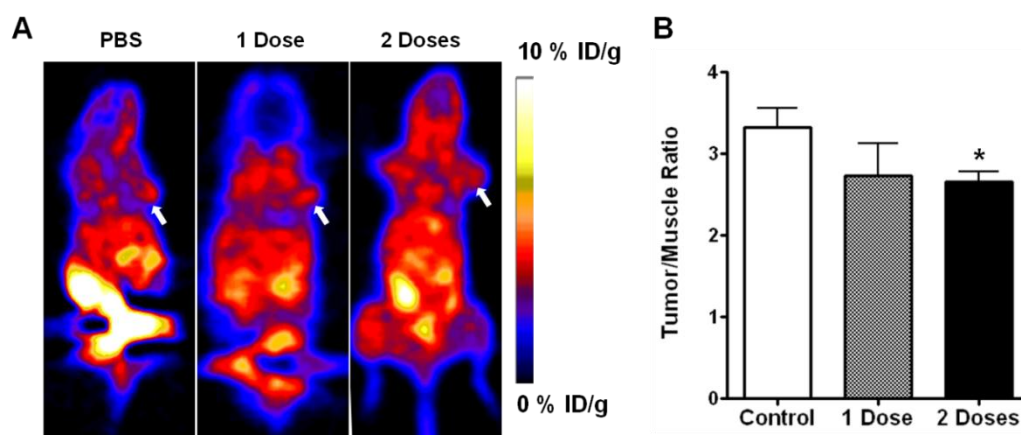 A
PBS
1 Dose
2 Doses
10 % ID/g
0 % ID/g
B
Tumor/Muscle Ratio
4
3
2
1
0
*
Control
1 Dose
2 Doses